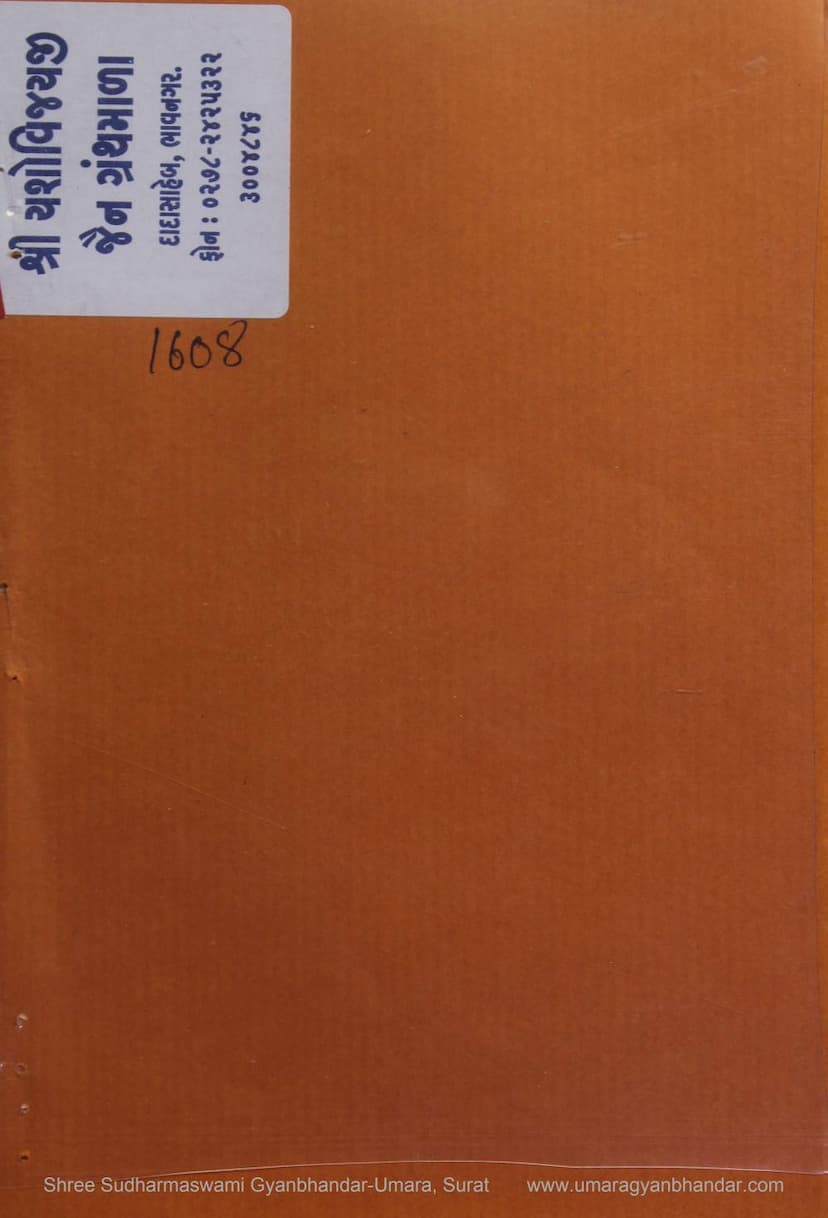 શ્રી યશોવિજયજી
જૈન ગ્રંથમાળા
દાદાસાહેબ, ભાવનગર.
ફોન : ૦૨૭૮-૨૪૨૫૩૨૨
૩૦૦૪૮૪૬
1608
Shree Sudharmaswami Gyanbhandar-Umara, Surat www.umaragyanbhandar.com